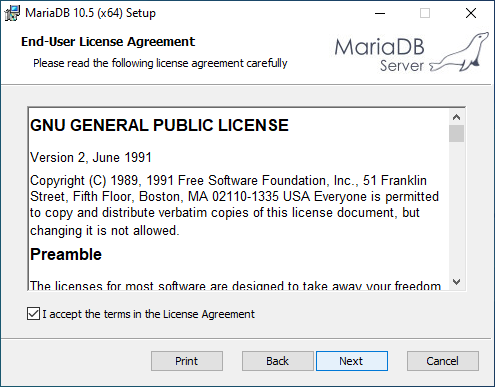 MariaDB 10.5 (x64) Setup
End-User License Agreement
Please read the following license agreement carefully
MariaDB
Server
GNU GENERAL PUBLIC LICENSE
Version 2, June 1991
Copyright (C) 1989, 1991 Free Software Foundation, Inc., 51 Franklin
Street, Fifth Floor, Boston, MA 02110-1335 USA Everyone is permitted
to copy and distribute verbatim copies of this license document, but
changing it is not allowed.
Preamble
The licenses for most software are designed to take away your freedom
I accept the terms in the License Agreement
Print
Back
Next
Cancel